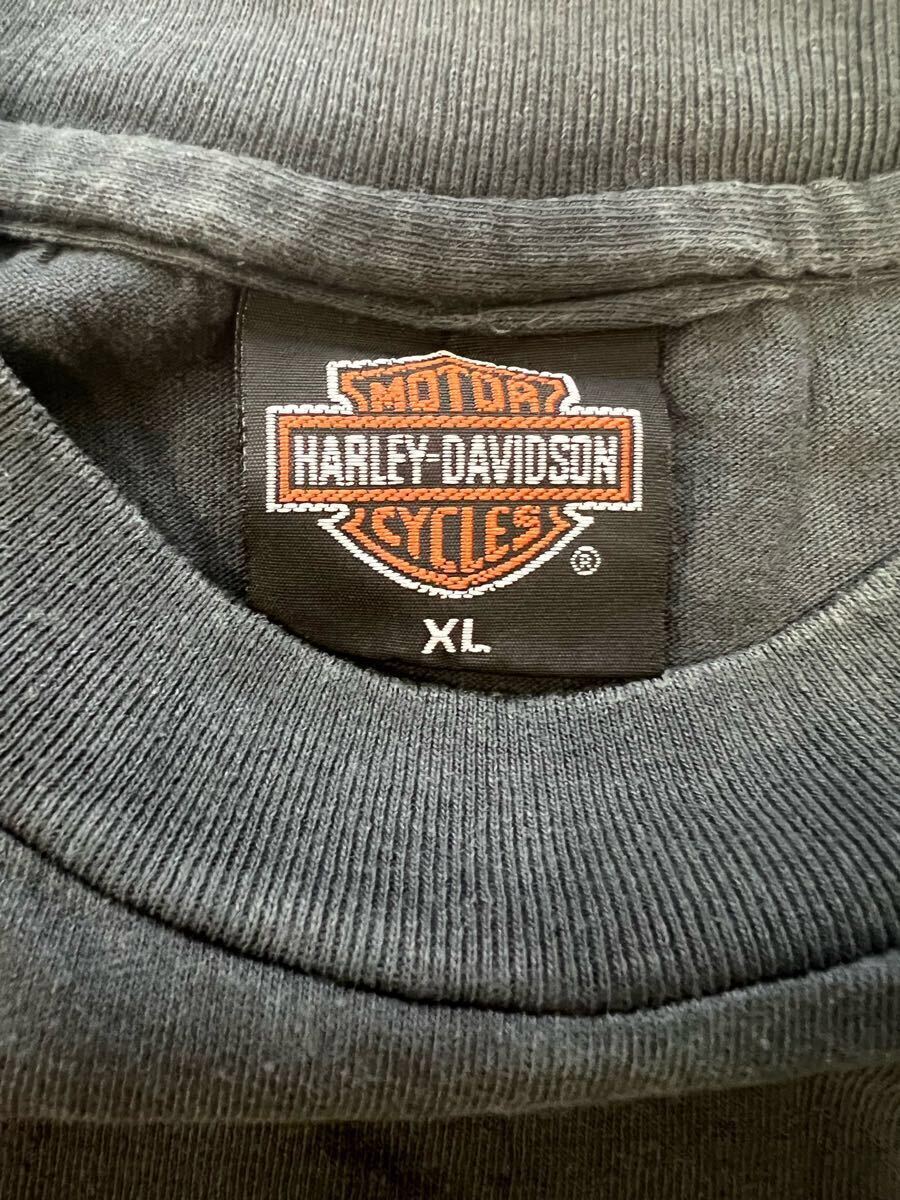 MOTOR
HARLEY-DAVIDSON
CYCLES
®
XL